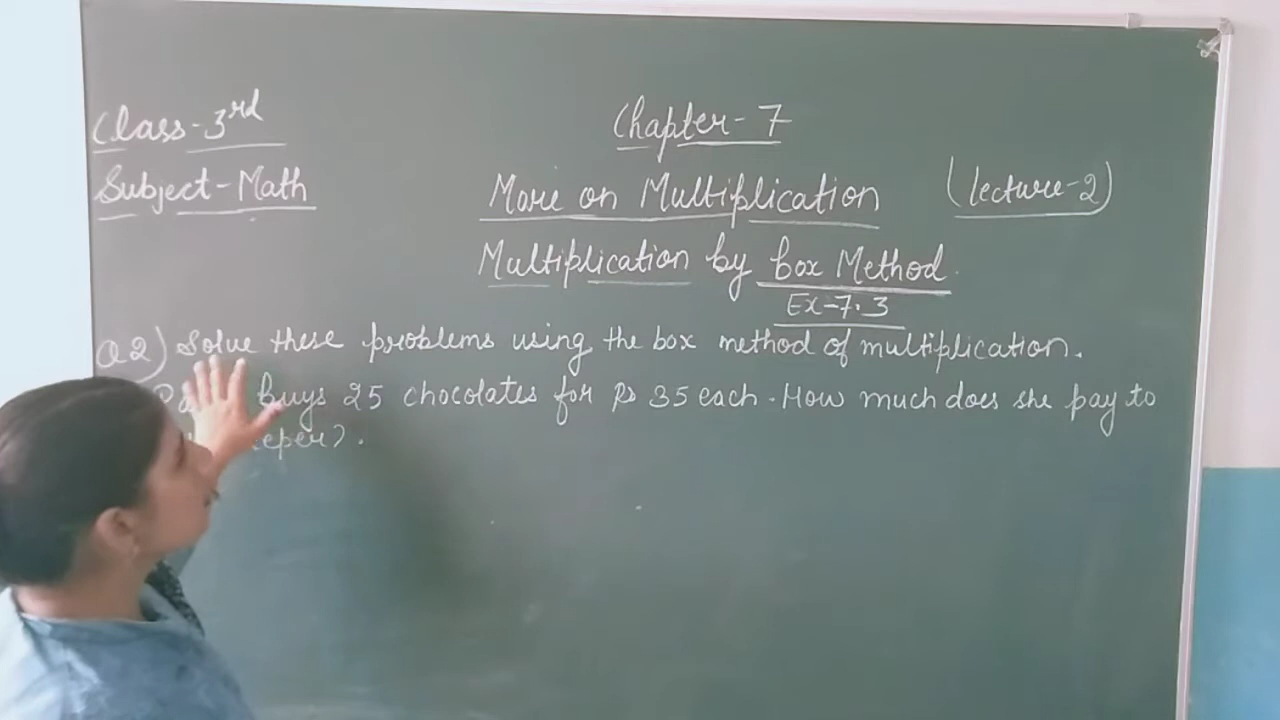 Class-3rd
Subject-Math
Chapter-7
More on Multiplication (lecture-2)
Multiplication by box Method.
Ex-7.3
Q2) Solve these problems using the box method of multiplication.
buys 25 chocolates for Rs 35 each. How much does she pay to